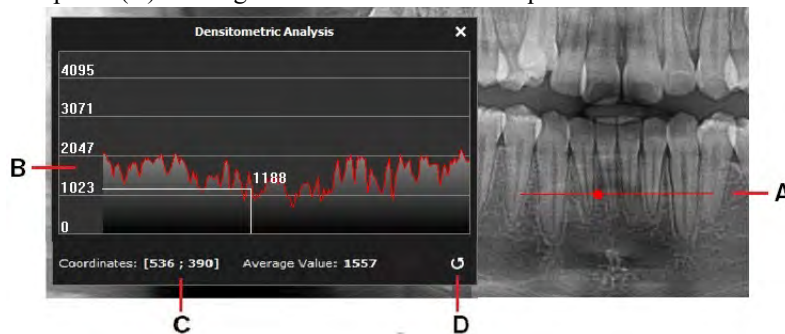 Densitometric Analysis
4095
3071
2047
1188
1023
0
Coordinates: [536 ; 390] Average Value: 1557
B
A
C
D